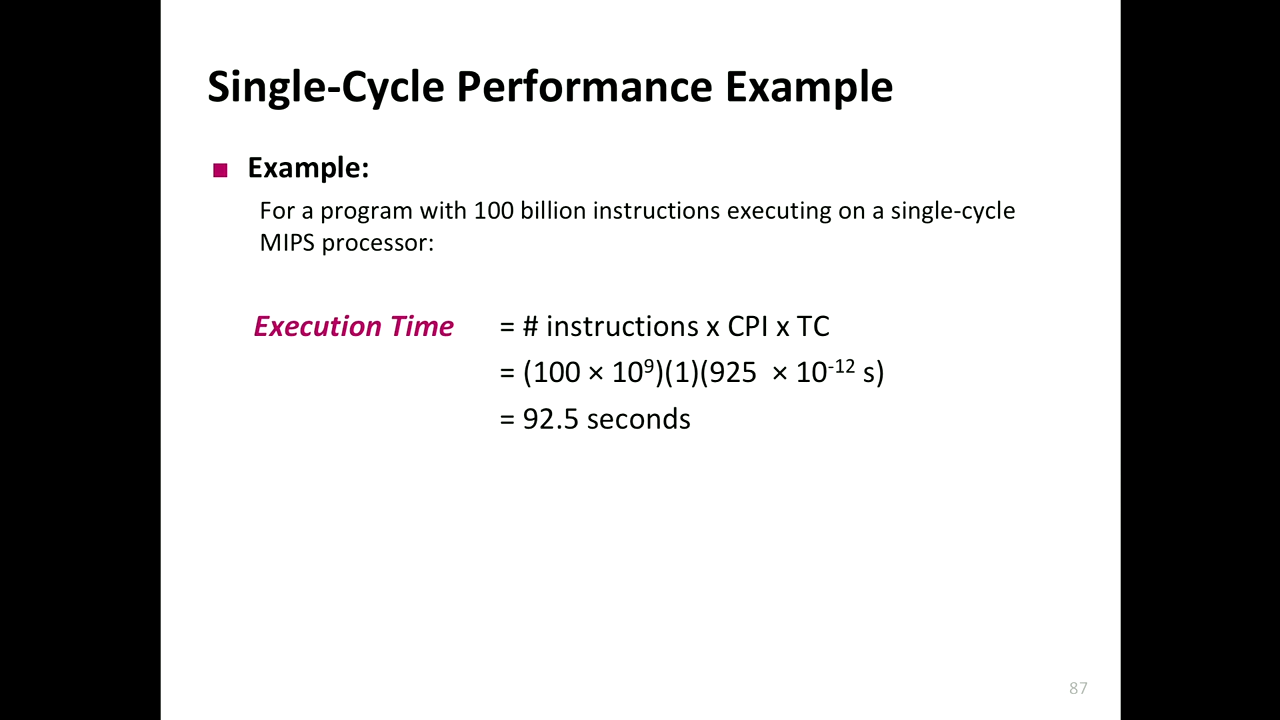 Single-Cycle Performance Example
■ Example:
For a program with 100 billion instructions executing on a single-cycle
MIPS processor:
Execution Time = # instructions x CPI x TC
= (100 × 10⁹)(1)(925 × 10⁻¹² s)
= 92.5 seconds
87